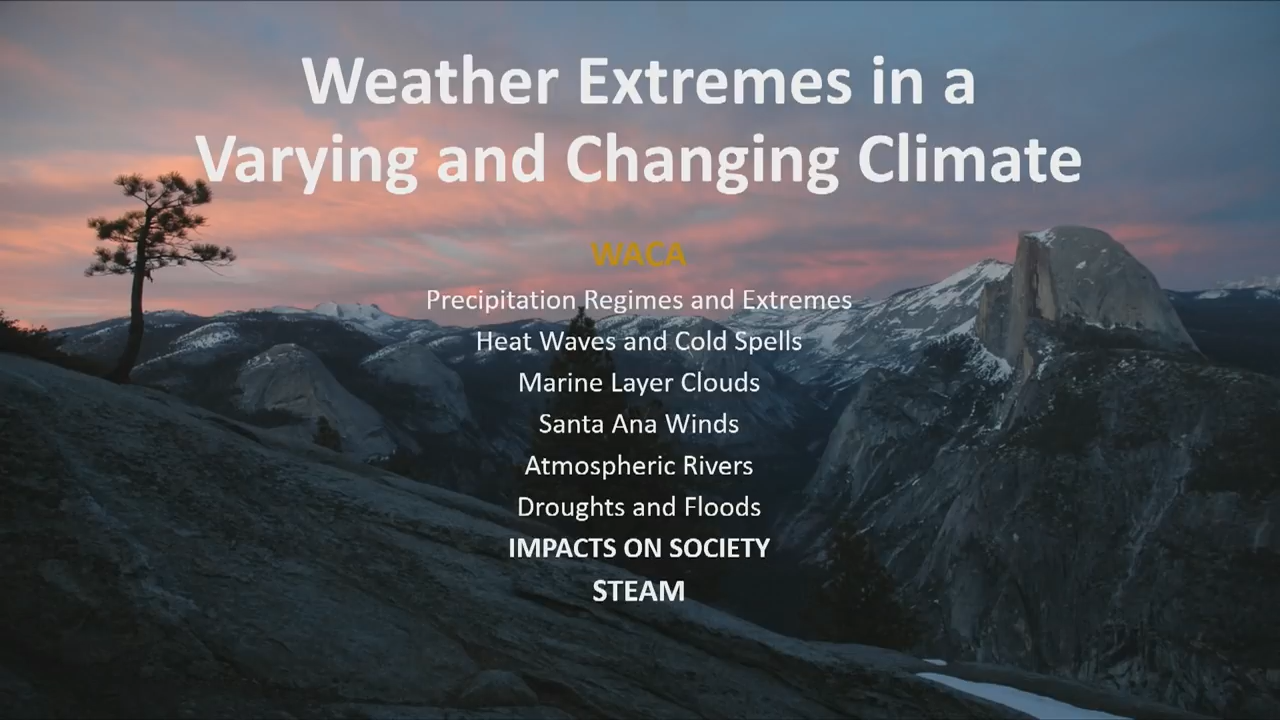 Weather Extremes in a
Varying and Changing Climate
WACA
Precipitation Regimes and Extremes
Heat Waves and Cold Spells
Marine Layer Clouds
Santa Ana Winds
Atmospheric Rivers
Droughts and Floods
IMPACTS ON SOCIETY
STEAM